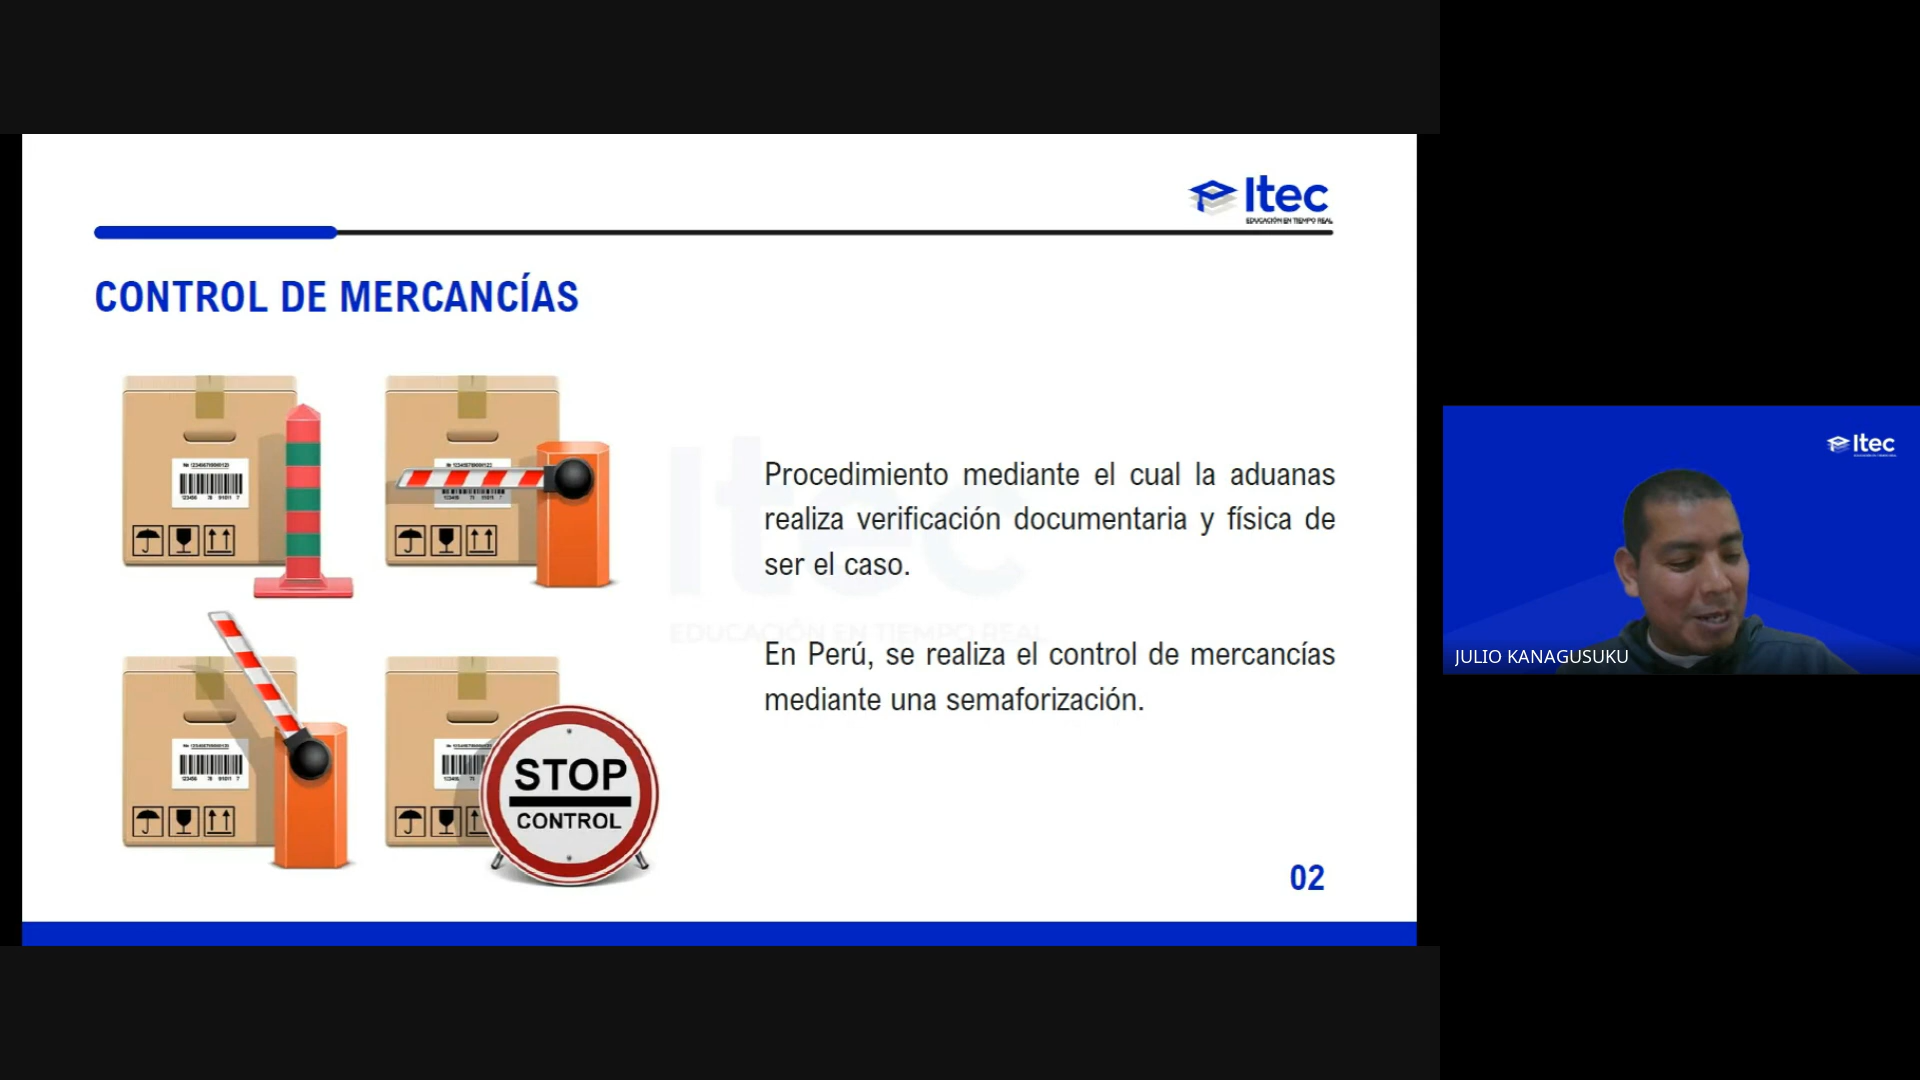 Itec
EDUCACIÓN EN TIEMPO REAL
CONTROL DE MERCANCÍAS
Procedimiento mediante el cual la aduanas
realiza verificación documentaria y física de
ser el caso.
En Perú, se realiza el control de mercancías
mediante una semaforización.
Itec
EDUCACIÓN EN TIEMPO REAL
STOP
CONTROL
02
Itec
JULIO KANAGUSUKU